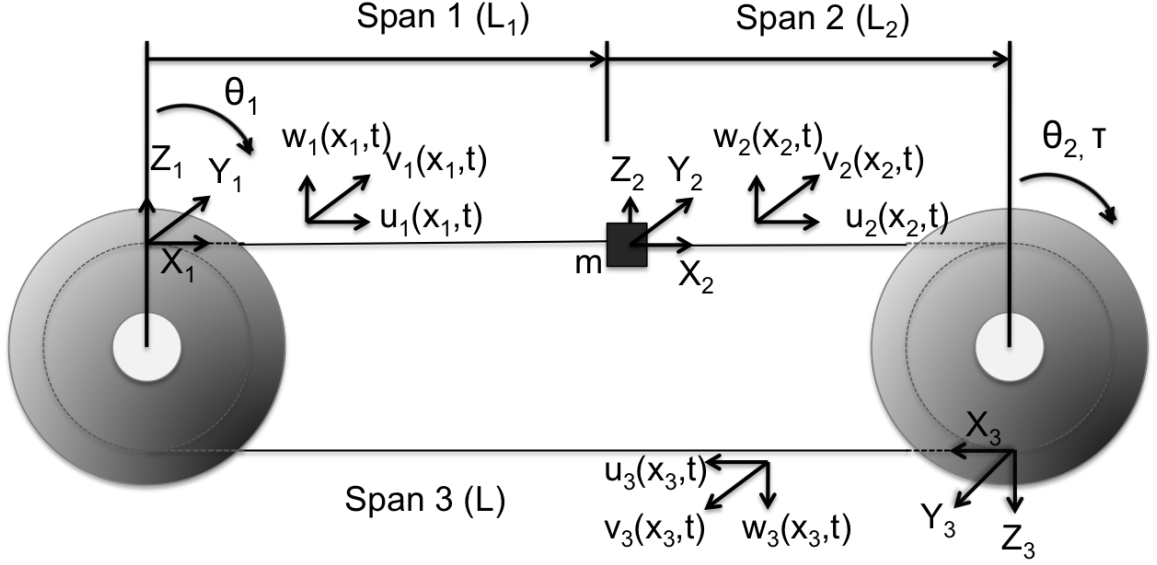 Span 1 (L₁)
Span 2 (L₂)
θ₁
θ₂, τ
w₁(x₁,t)
v₁(x₁,t)
u₁(x₁,t)
w₂(x₂,t)
v₂(x₂,t)
u₂(x₂,t)
Z₁
Y₁
X₁
Z₂
Y₂
X₂
m
X₃
Y₃
Z₃
u₃(x₃,t)
v₃(x₃,t)
w₃(x₃,t)
Span 3 (L)